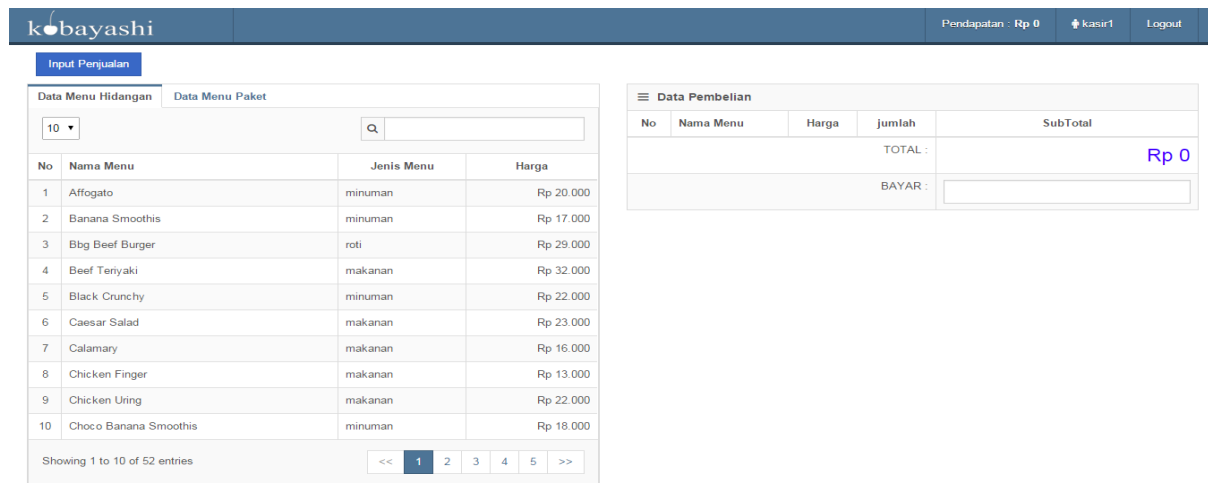 kobayashi
Pendapatan : Rp 0 kasir1 Logout
Input Penjualan
Data Menu Hidangan Data Menu Paket
10
No Nama Menu Jenis Menu Harga
1 Affogato minuman Rp 20.000
2 Banana Smoothis minuman Rp 17.000
3 Bbg Beef Burger roti Rp 29.000
4 Beef Teriyaki makanan Rp 32.000
5 Black Crunchy minuman Rp 22.000
6 Caesar Salad makanan Rp 23.000
7 Calamary makanan Rp 16.000
8 Chicken Finger makanan Rp 13.000
9 Chicken Uring makanan Rp 22.000
10 Choco Banana Smoothis minuman Rp 18.000
Showing 1 to 10 of 52 entries << 1 2 3 4 5 >>
Data Pembelian
No Nama Menu Harga jumlah SubTotal
TOTAL : Rp 0
BAYAR :